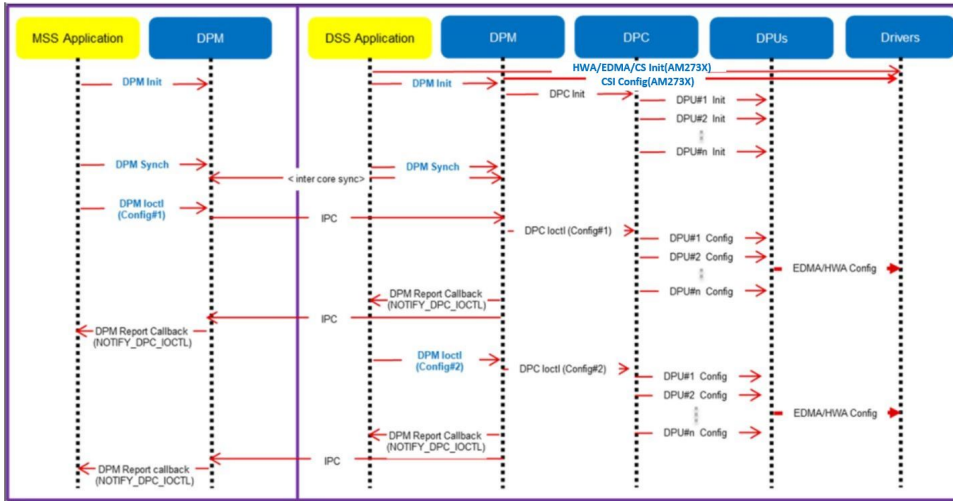 MSS Application
DPM
DSS Application
DPM
DPC
DPUs
Drivers
HWA/EDMA/CS Init(AM273X)
CSI Config(AM273X)
DPM Init
DPM Init
DPC Init
DPU#1 Init
DPU#2 Init
DPU#n Init
DPM Synch
DPM Synch
< inter core sync>
DPM Ioctl
(Config#1)
IPC
DPC Ioctl (Config#1)
DPU#1 Config
DPU#2 Config
EDMA/HWA Config
DPU#n Config
DPM Report Callback
(NOTIFY_DPC_IOCTL)
IPC
DPM Report Callback
(NOTIFY_DPC_IOCTL)
DPM Ioctl
(Config#2)
DPC Ioctl (Config#2)
DPU#1 Config
DPU#2 Config
EDMA/HWA Config
DPU#n Config
DPM Report Callback
(NOTIFY_DPC_IOCTL)
IPC
DPM Report callback
(NOTIFY_DPC_IOCTL)